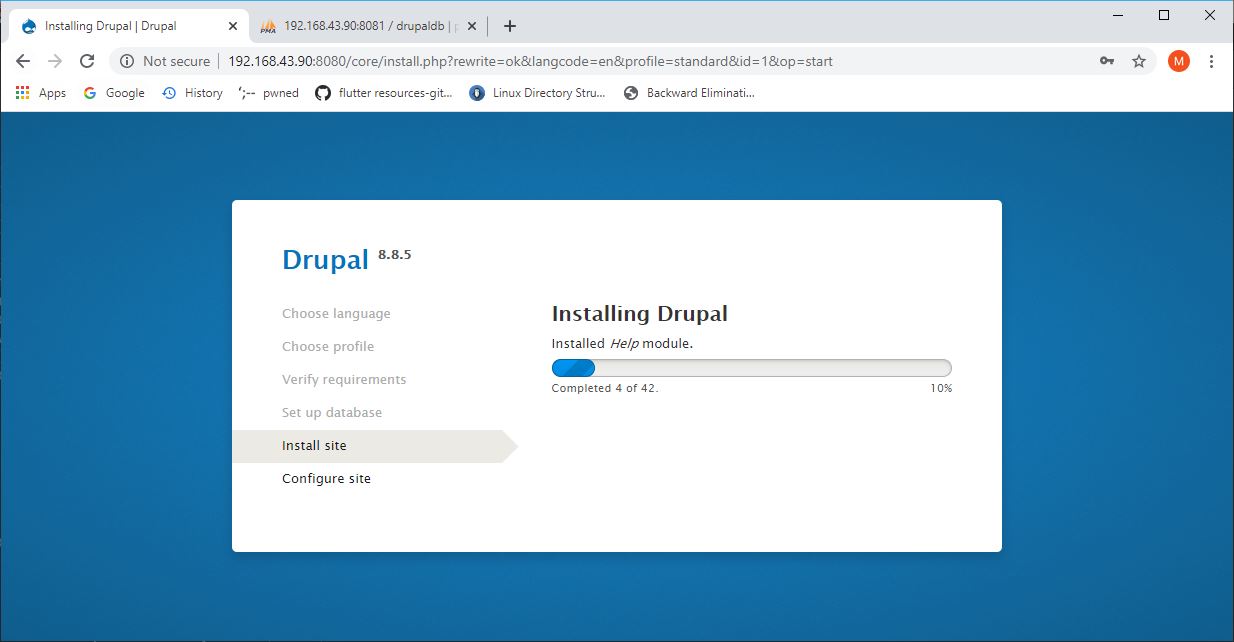 Installing Drupal | Drupal
PMA 192.168.43.90:8081 / drupaldb |
Not secure 192.168.43.90:8080/core/install.php?rewrite=ok&langcode=en&profile=standard&id=1&op=start M
Apps Google History ';-- pwned flutter resources-git... Linux Directory Stru... Backward Eliminati...
Drupal 8.8.5
Choose language
Choose profile
Verify requirements
Set up database
Install site
Configure site
Installing Drupal
Installed Help module.
Completed 4 of 42. 10%